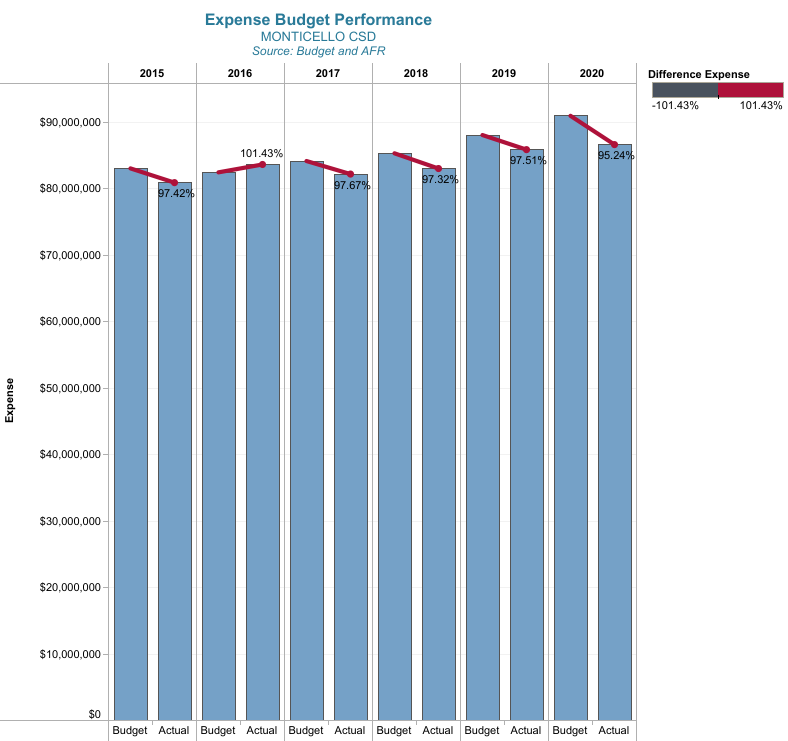 Expense Budget Performance
MONTICELLO CSD
Source: Budget and AFR
2015 2016 2017 2018 2019 2020
Difference Expense
-101.43% 101.43%
Expense
$90,000,000
$80,000,000
$70,000,000
$60,000,000
$50,000,000
$40,000,000
$30,000,000
$20,000,000
$10,000,000
$0
97.42% 101.43% 97.67% 97.32% 97.51% 95.24%
Budget Actual Budget Actual Budget Actual Budget Actual Budget Actual Budget Actual